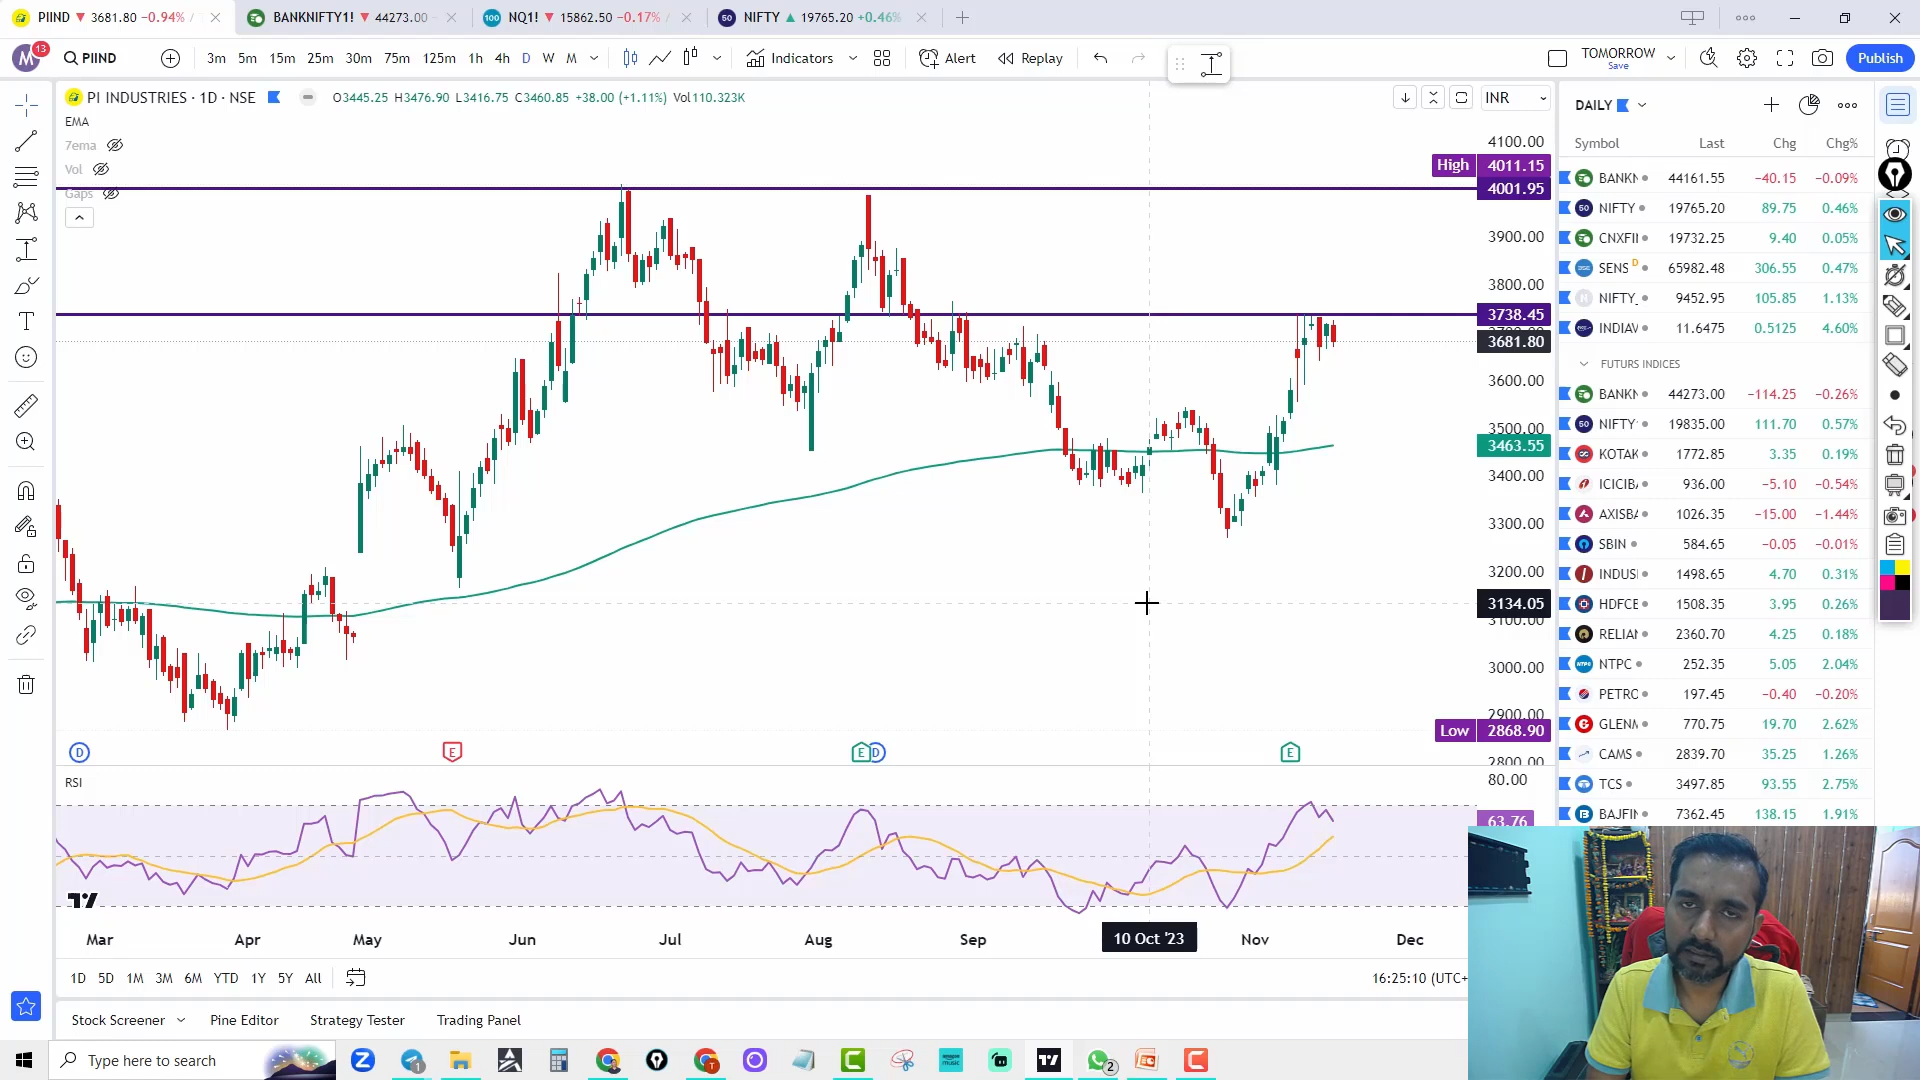 PIIND ▼ 3681.80 −0.94% /
BANKNIFTY1! ▼ 44273.00
NQ1! ▼ 15862.50 −0.17% /
NIFTY ▲ 19765.20 +0.46%
M 13 PIIND 3m 5m 15m 25m 30m 75m 125m 1h 4h D W M Indicators Alert Replay TOMORROW Save Publish
PI INDUSTRIES · 1D · NSE O3445.25 H3476.90 L3416.75 C3460.85 +38.00 (+1.11%) Vol110.323K INR
EMA
7ema
Vol
Gaps
4100.00
High 4011.15
4001.95
3900.00
3800.00
3738.45
3681.80
3600.00
3500.00
3463.55
3400.00
3300.00
3200.00
3134.05
3100.00
3000.00
2900.00
Low 2868.90
2800.00
D E E D E
RSI
80.00
63.76
Mar Apr May Jun Jul Aug Sep 10 Oct '23 Nov Dec
1D 5D 1M 3M 6M YTD 1Y 5Y All 16:25:10 (UTC+
Stock Screener Pine Editor Strategy Tester Trading Panel
DAILY
Symbol Last Chg Chg%
BANKN 44161.55 −40.15 −0.09%
NIFTY 19765.20 89.75 0.46%
CNXFII 19732.25 9.40 0.05%
SENS D 65982.48 306.55 0.47%
NIFTY_ 9452.95 105.85 1.13%
INDIAV 11.6475 0.5125 4.60%
FUTURS INDICES
BANKN 44273.00 −114.25 −0.26%
NIFTY 19835.00 111.70 0.57%
KOTAK 1772.85 3.35 0.19%
ICICIBA 936.00 −5.10 −0.54%
AXISBA 1026.35 −15.00 −1.44%
SBIN 584.65 −0.05 −0.01%
INDUSI 1498.65 4.70 0.31%
HDFCB 1508.35 3.95 0.26%
RELIAN 2360.70 4.25 0.18%
NTPC 252.35 5.05 2.04%
PETRO 197.45 −0.40 −0.20%
GLENM 770.75 19.70 2.62%
CAMS 2839.70 35.25 1.26%
TCS 3497.85 93.55 2.75%
BAJFIN 7362.45 138.15 1.91%
Type here to search